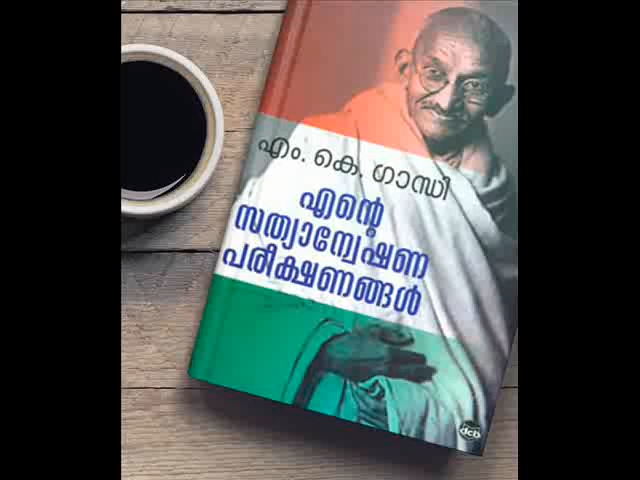 എം. കെ. ഗാന്ധി
എന്റെ
സത്യാന്വേഷണ
പരീക്ഷണങ്ങൾ
dcb